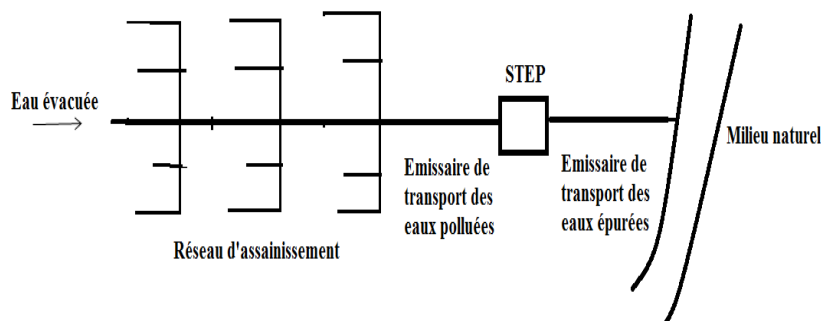 Eau évacuée
Réseau d'assainissement
Emissaire de
transport des
eaux polluées
STEP
Emissaire de
transport des
eaux épurées
Milieu naturel